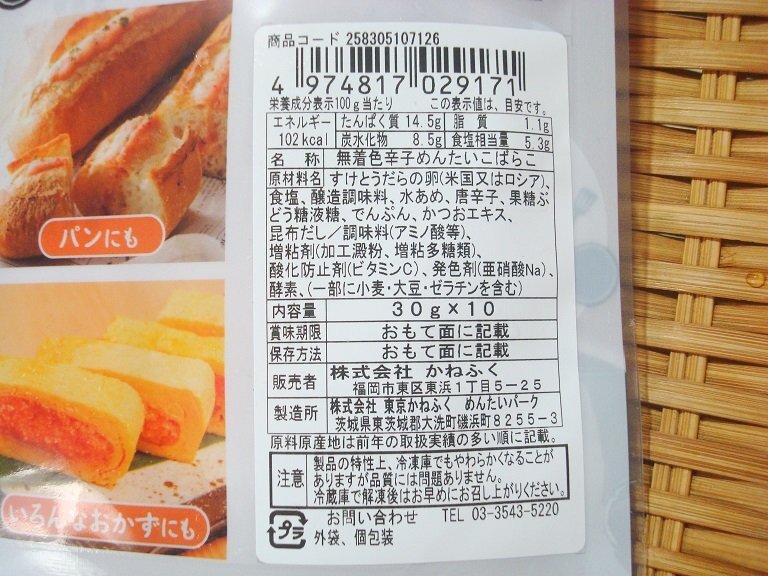 商品コード 258305107126
4 974817 029171
栄養成分表示100g当たり この表示値は、目安です。
エネルギー たんぱく質 14.5g 脂 質 1.1g
102kcal 炭水化物 8.5g 食塩相当量 5.3g
名 称 無着色辛子めんたいこばらこ
原材料名 すけとうだらの卵(米国又はロシア)、
食塩、醸造調味料、水あめ、唐辛子、果糖ぶ
どう糖液糖、でんぷん、かつおエキス、
昆布だし/調味料(アミノ酸等)、
増粘剤(加工澱粉、増粘多糖類)、
酸化防止剤(ビタミンC)、発色剤(亜硝酸Na)、
酵素、(一部に小麦・大豆・ゼラチンを含む)
内容量 30g×10
賞味期限 おもて面に記載
保存方法 おもて面に記載
販売者 株式会社 かねふく
福岡市東区東浜1丁目5-25
製造所 株式会社 東京かねふく めんたいパーク
茨城県東茨城郡大洗町磯浜町8255-3
原料原産地は前年の取扱実績の多い順に記載。
注意 製品の特性上、冷凍庫でもやわらかくなることが
ありますが品質には問題ありません。
冷蔵庫で解凍後はお早めにお召し上がりください。
お問い合わせ TEL 03-3543-5220
プラ 外袋、個包装
パンにも
いろんなおかずにも